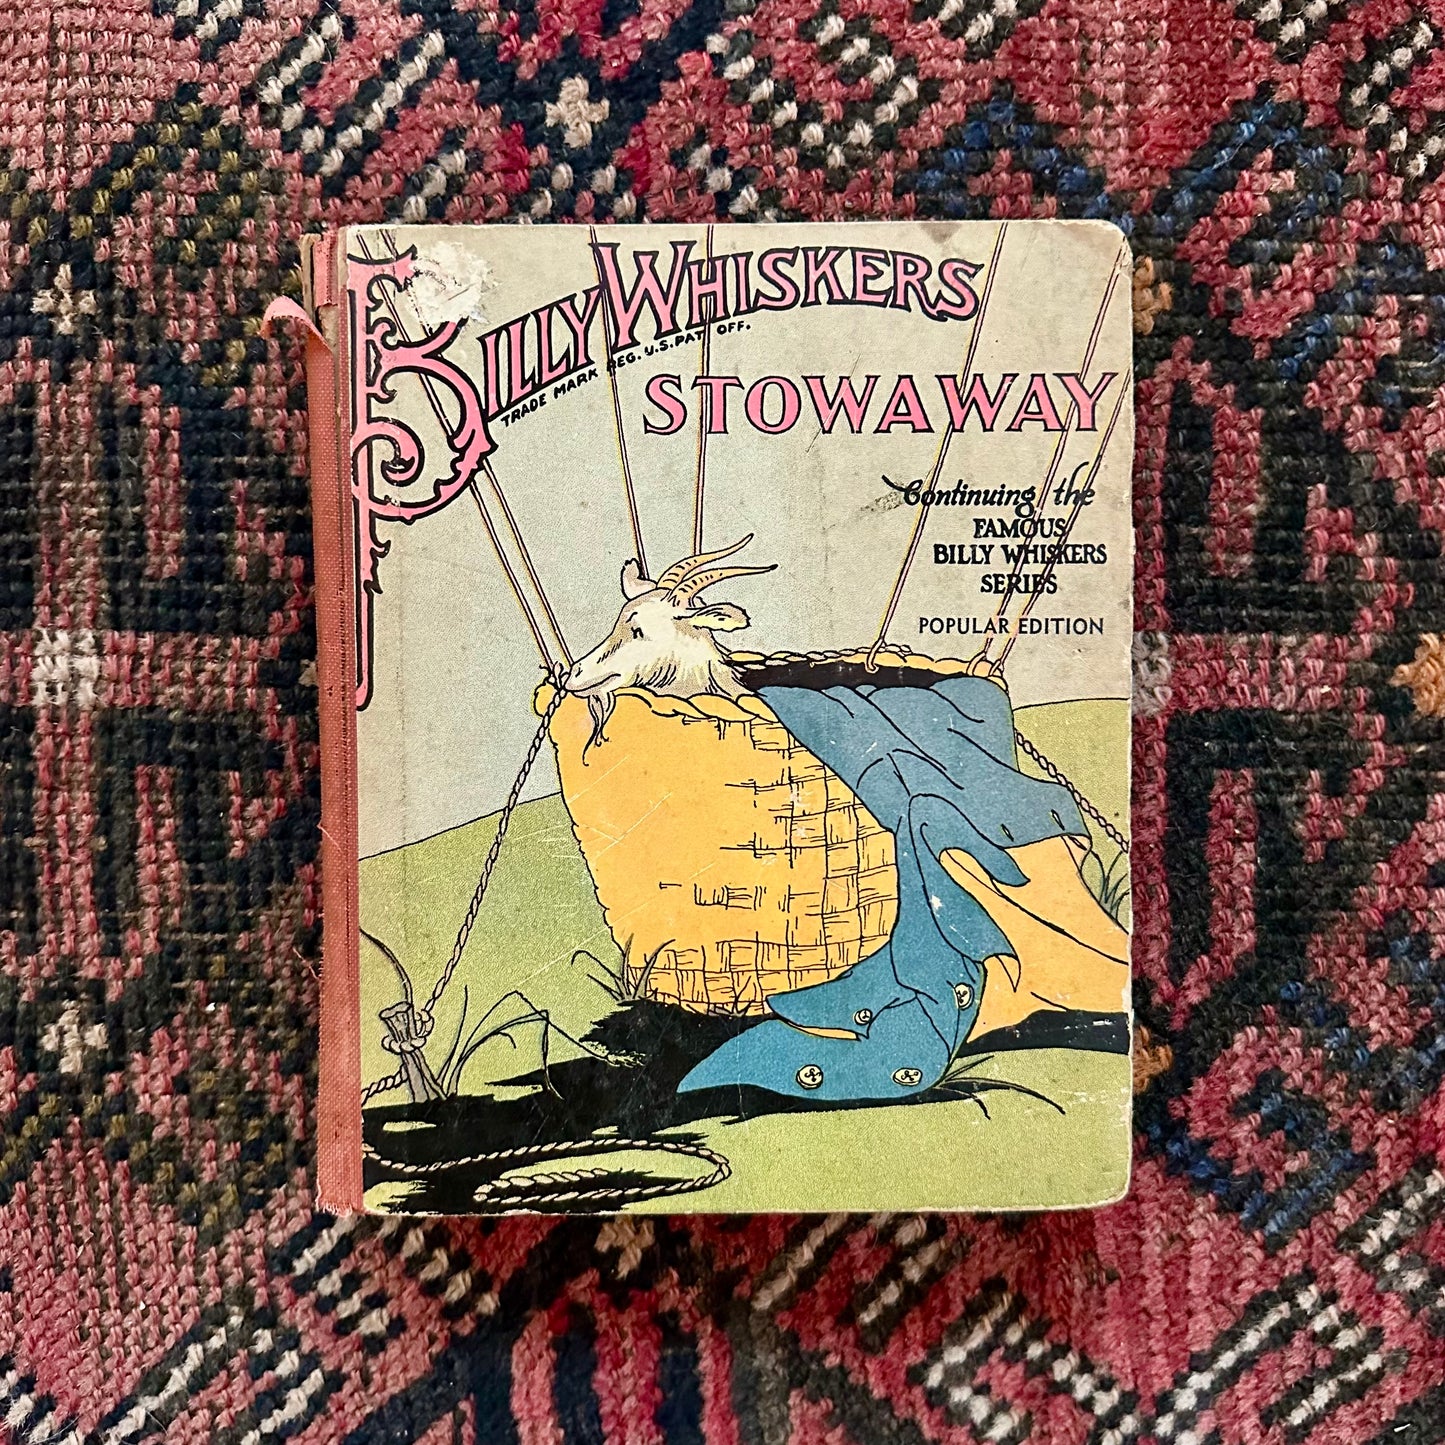 BILLY WHISKERS
TRADE MARK REG. U.S. PAT. OFF.
STOWAWAY
Continuing the
FAMOUS
BILLY WHISKERS
SERIES
POPULAR EDITION